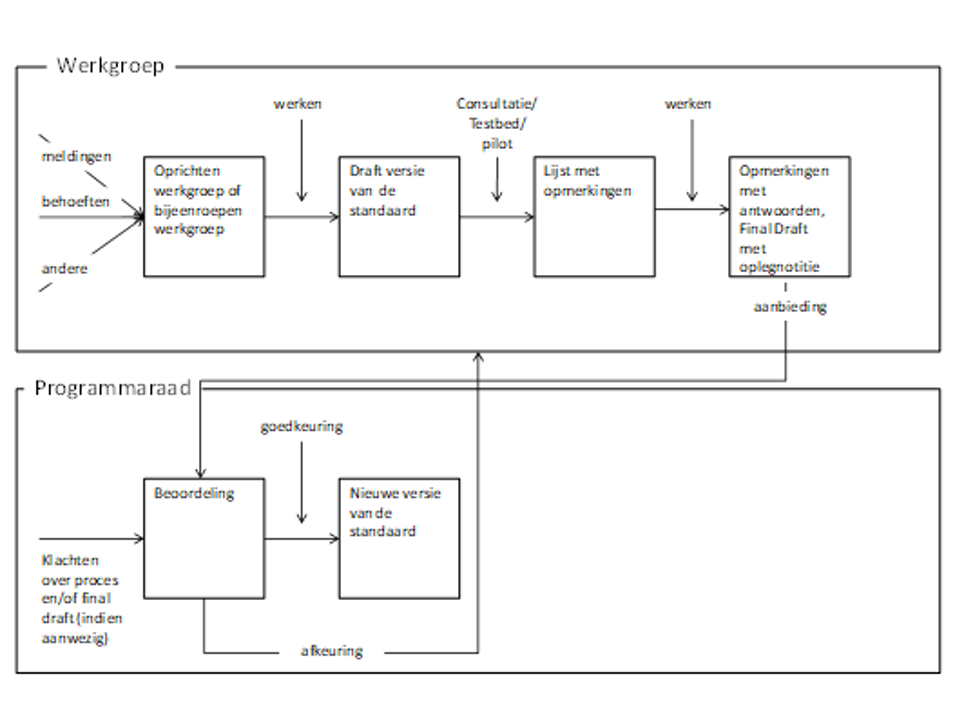 Werkgroep
werken
Consultatie/
Testbed/
pilot
werken
meldingen
behoeften
andere
Oprichten
werkgroep of
bijeenroepen
werkgroep
Draft versie
van de
standaard
Lijst met
opmerkingen
Opmerkingen
met
antwoorden,
Final Draft
met
oplegnotitie
aanbieding
Programmaraad
goedkeuring
Beoordeling
Nieuwe versie
van de
standaard
Klachten
over proces
en/of final
draft (indien
aanwezig)
afkeuring